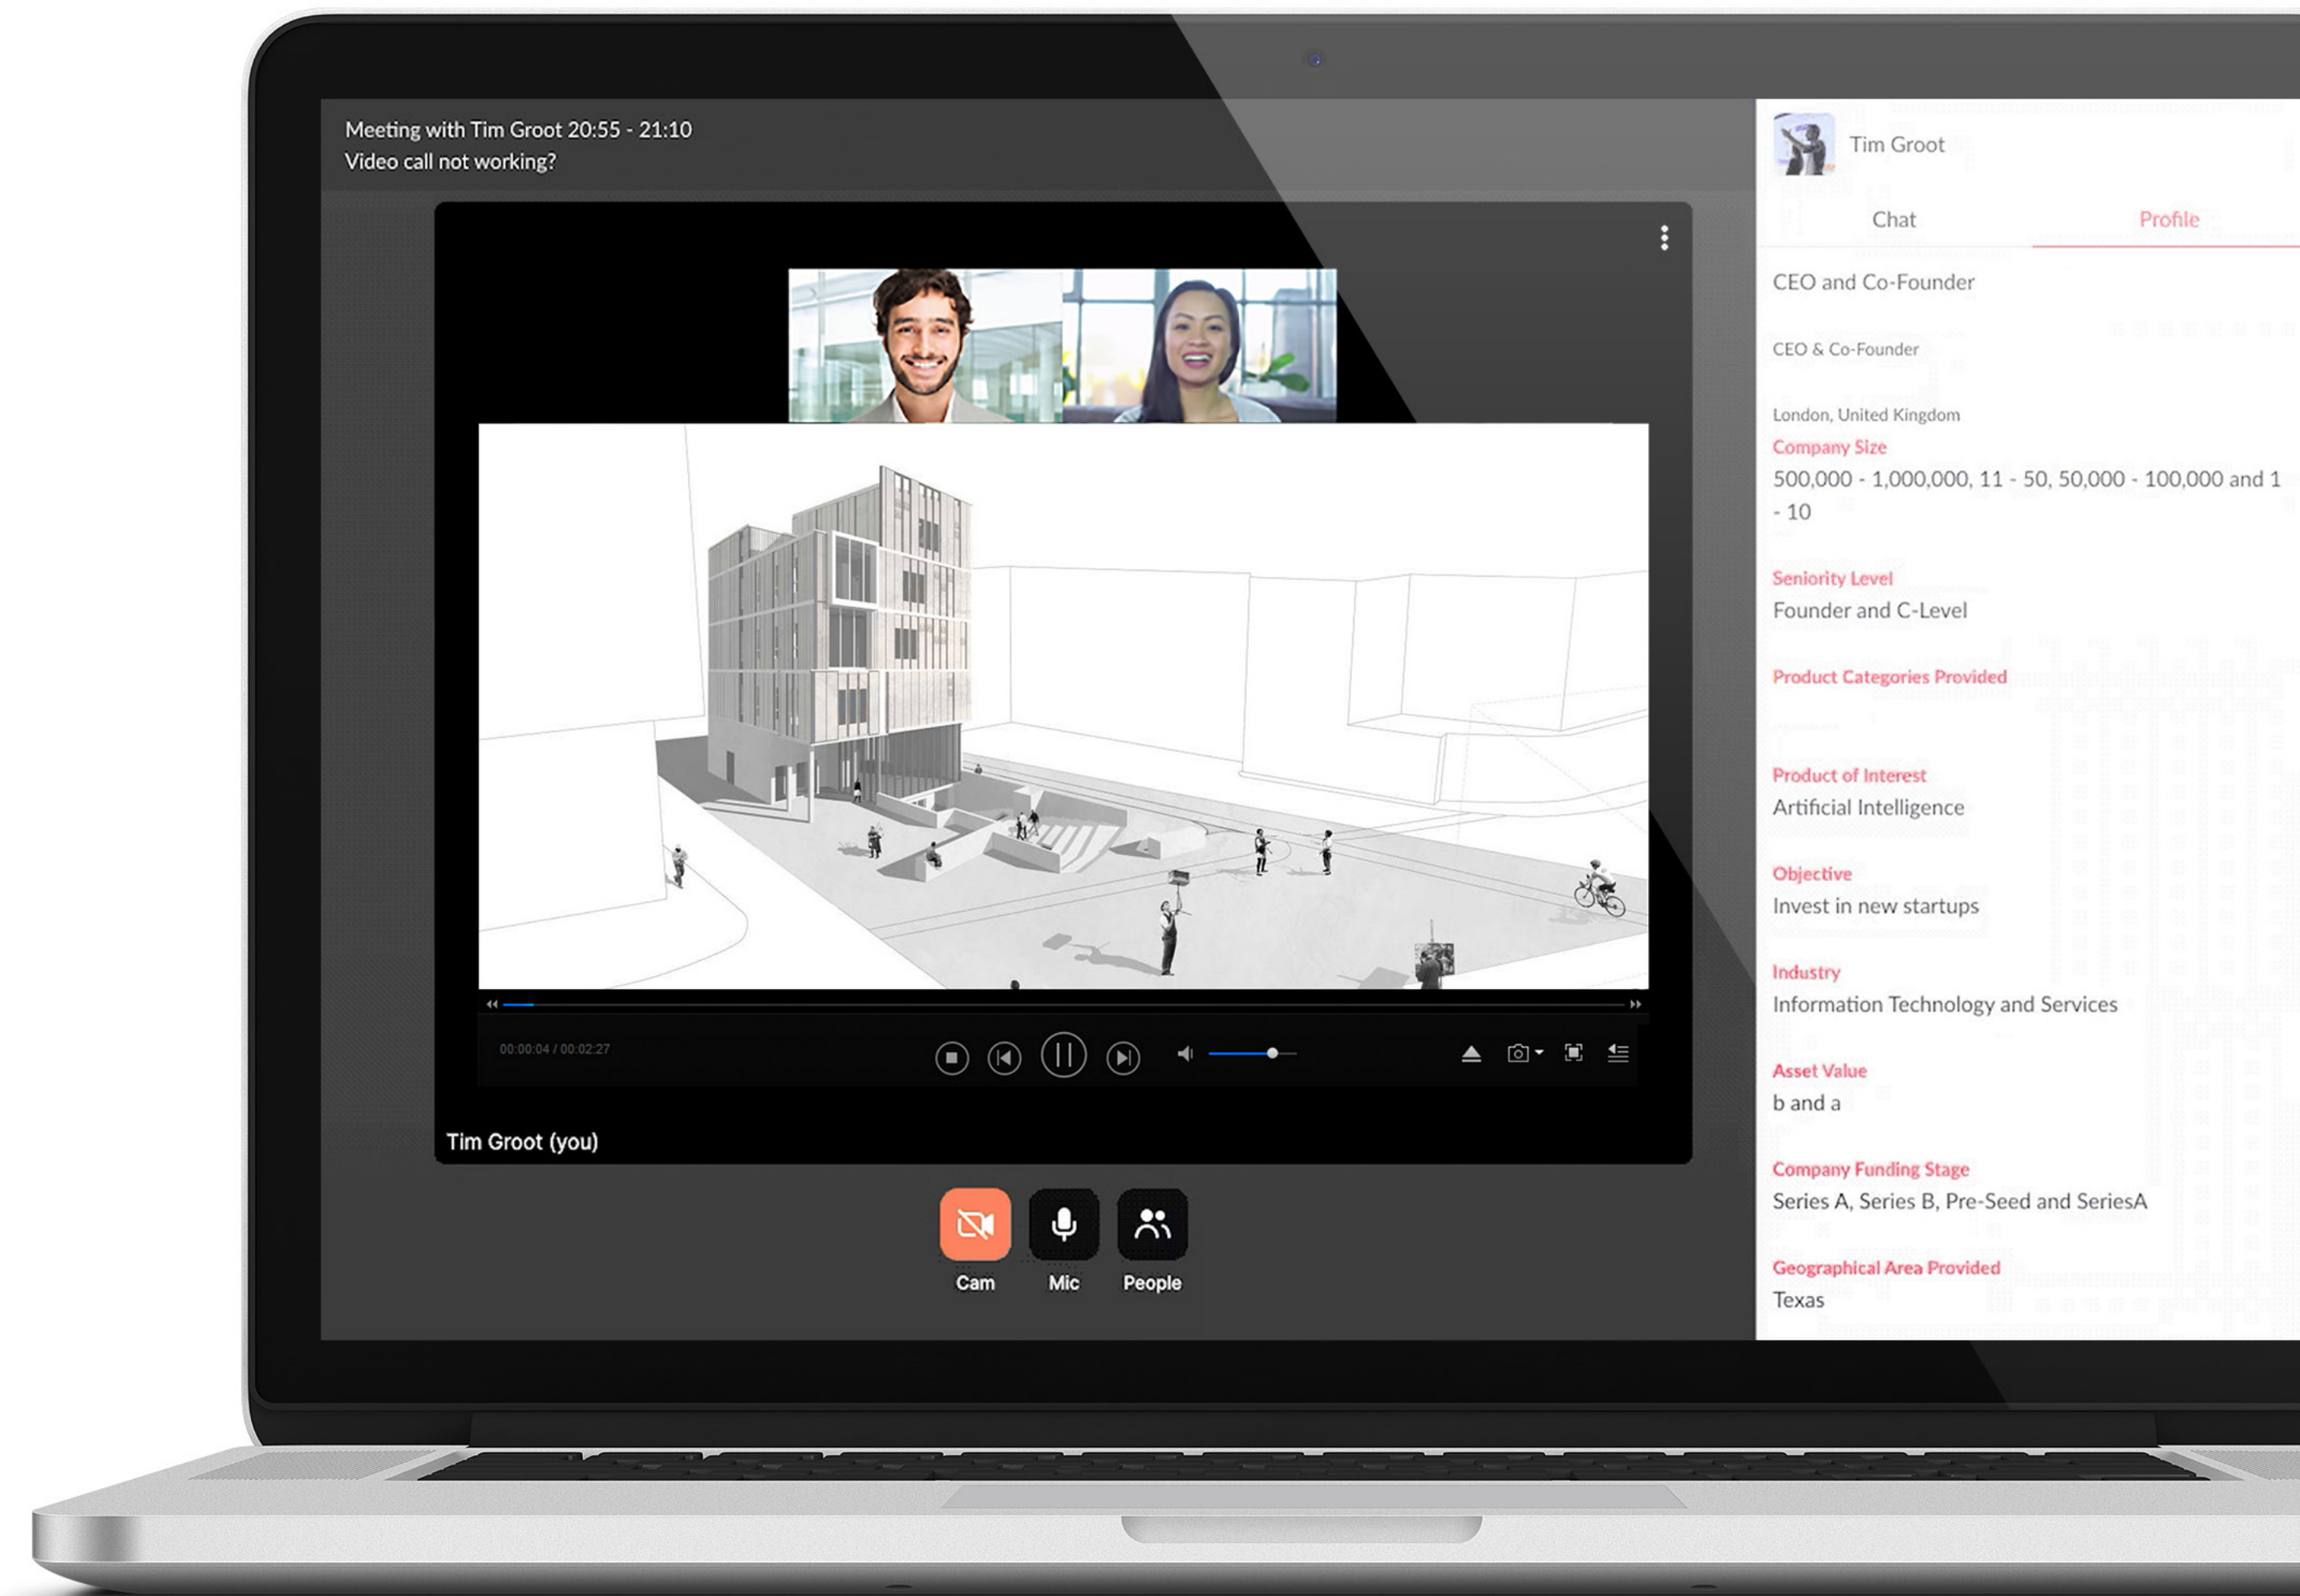 Meeting with Tim Groot 20:55 - 21:10
Video call not working?
00:00:04 / 00:02:27
Tim Groot (you)
Cam
Mic
People
Tim Groot
Chat
Profile
CEO and Co-Founder
CEO & Co-Founder
London, United Kingdom
Company Size
500,000 - 1,000,000, 11 - 50, 50,000 - 100,000 and 1
- 10
Seniority Level
Founder and C-Level
Product Categories Provided
Product of Interest
Artificial Intelligence
Objective
Invest in new startups
Industry
Information Technology and Services
Asset Value
b and a
Company Funding Stage
Series A, Series B, Pre-Seed and SeriesA
Geographical Area Provided
Texas